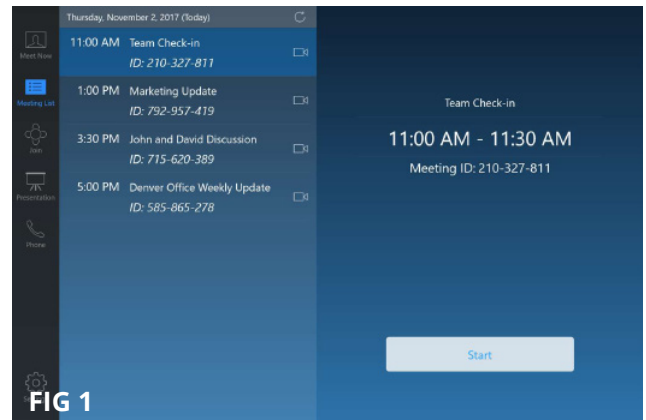 Thursday, November 2, 2017 (Today)
Meet Now
11:00 AM Team Check-in
ID: 210-327-811
Meeting List
1:00 PM Marketing Update
ID: 792-957-419
Join
3:30 PM John and David Discussion
ID: 715-620-389
Presentation
5:00 PM Denver Office Weekly Update
ID: 585-865-278
Phone
Team Check-in
11:00 AM - 11:30 AM
Meeting ID: 210-327-811
Start
FIG 1